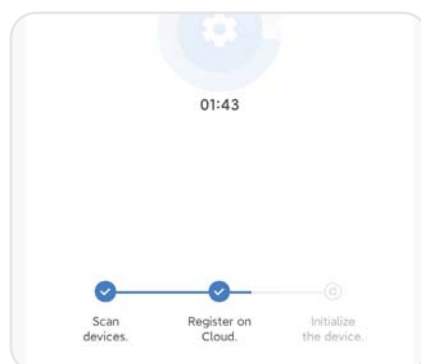 01:43
Scan
devices.
Register on
Cloud.
Initialize
the device.